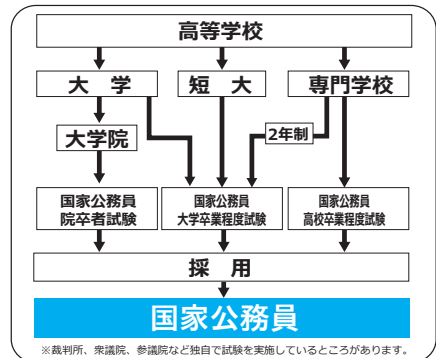 高等学校
大　学
短　大
専門学校
2年制
大学院
国家公務員
院卒者試験
国家公務員
大学卒業程度試験
国家公務員
高校卒業程度試験
採　用
国家公務員
※裁判所、衆議院、参議院など独自で試験を実施しているところがあります。